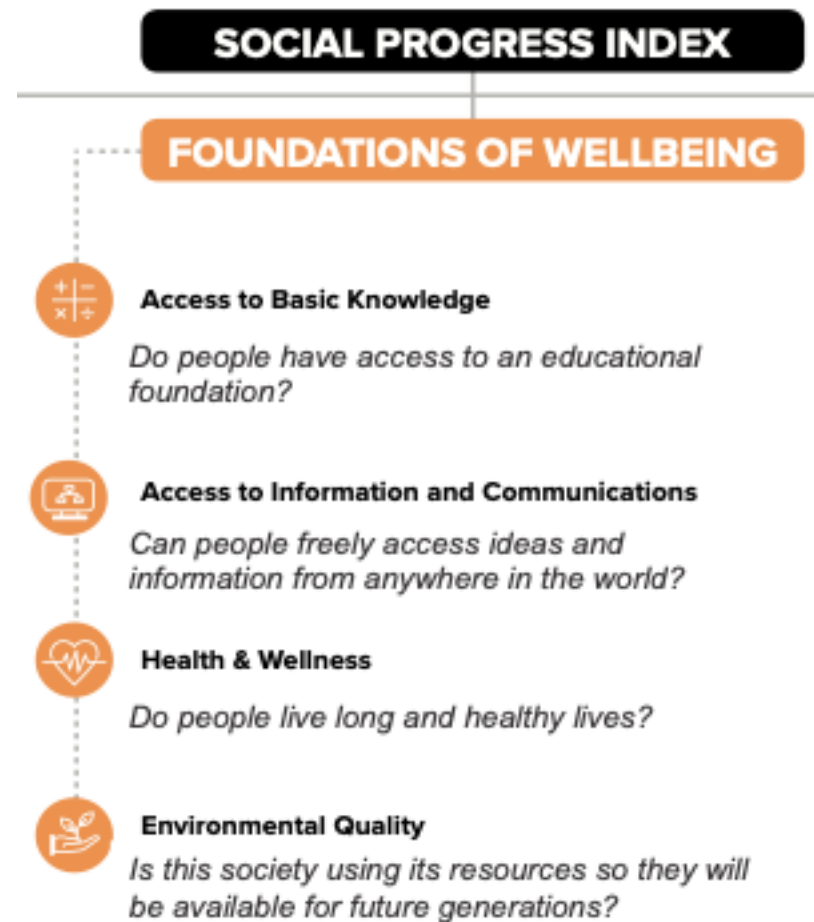 SOCIAL PROGRESS INDEX
FOUNDATIONS OF WELLBEING
Access to Basic Knowledge
Do people have access to an educational
foundation?
Access to Information and Communications
Can people freely access ideas and
information from anywhere in the world?
Health & Wellness
Do people live long and healthy lives?
Environmental Quality
Is this society using its resources so they will
be available for future generations?